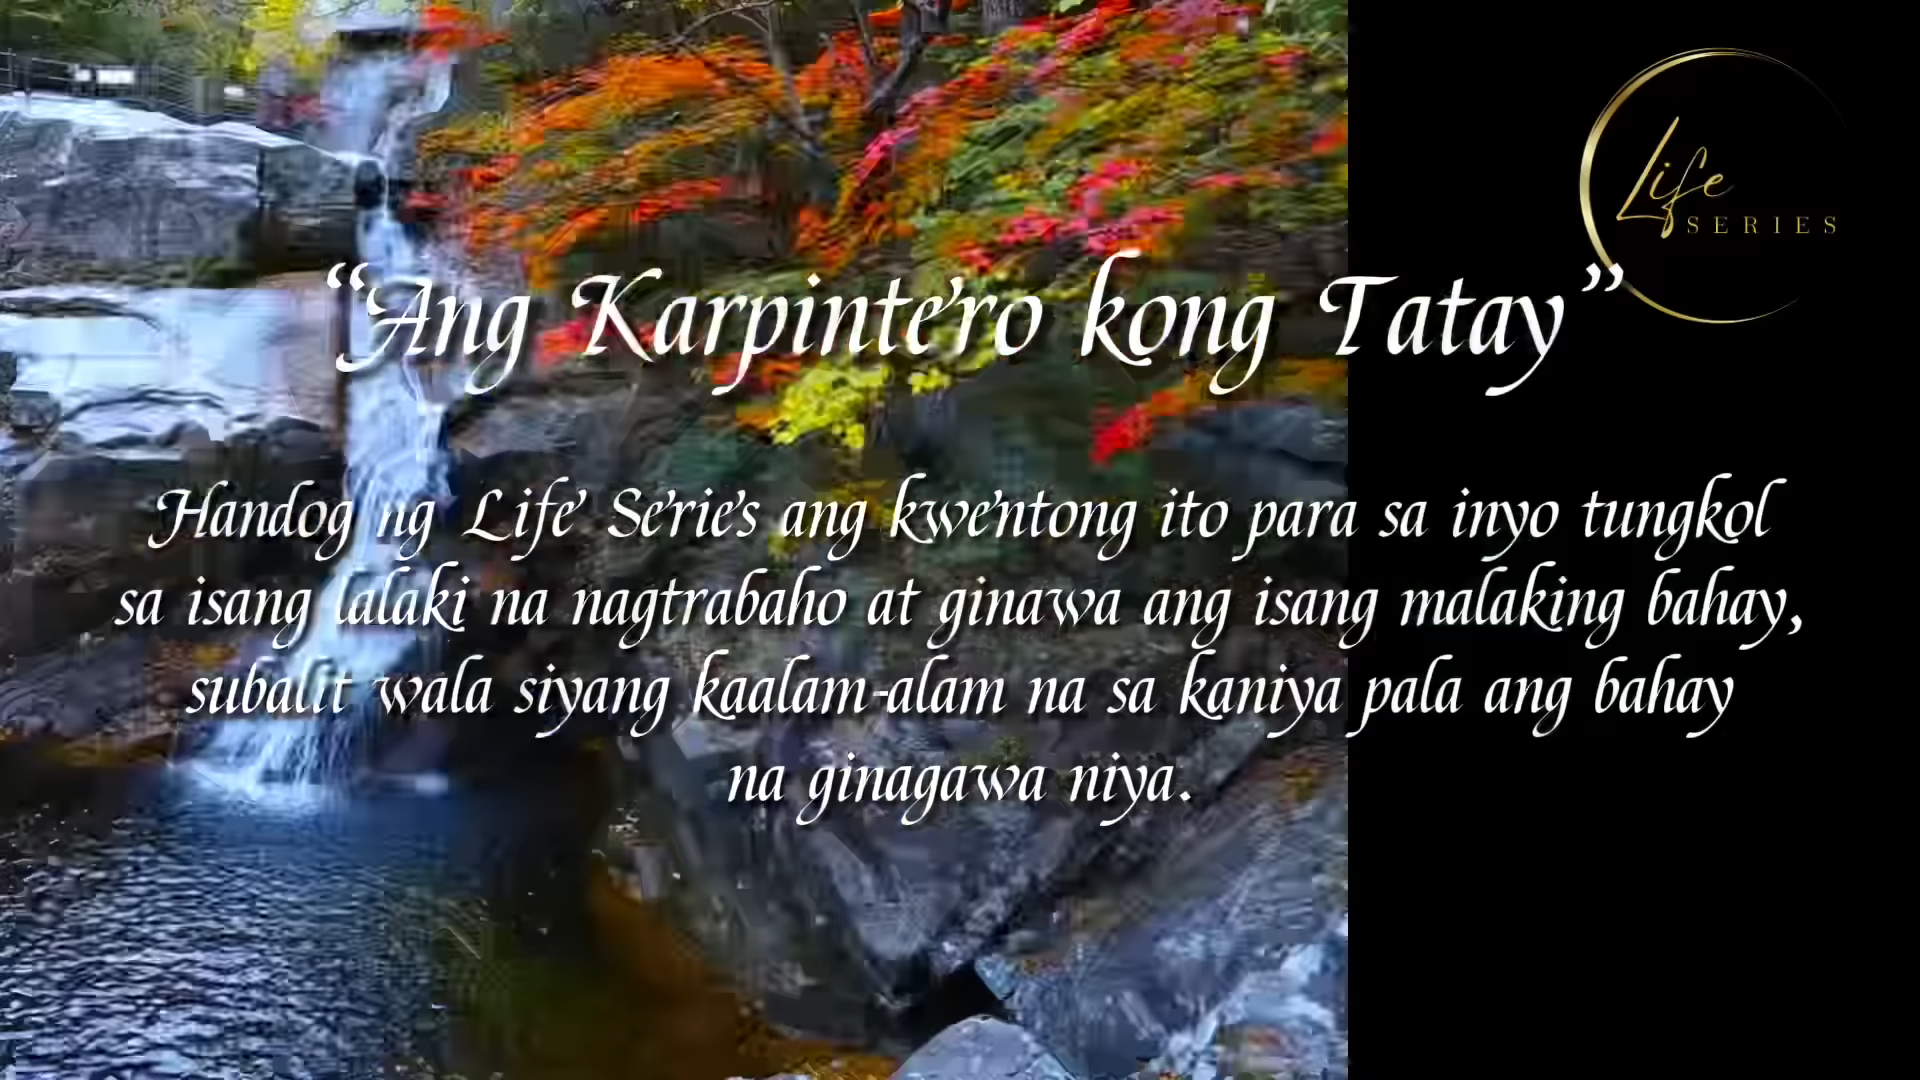 Life
SERIES
“Ang Karpintero kong Tatay”
Handog ng Life Series ang kwentong ito para sa inyo tungkol
sa isang lalaki na nagtrabaho at ginawa ang isang malaking bahay,
subalit wala siyang kaalam-alam na sa kaniya pala ang bahay
na ginagawa niya.